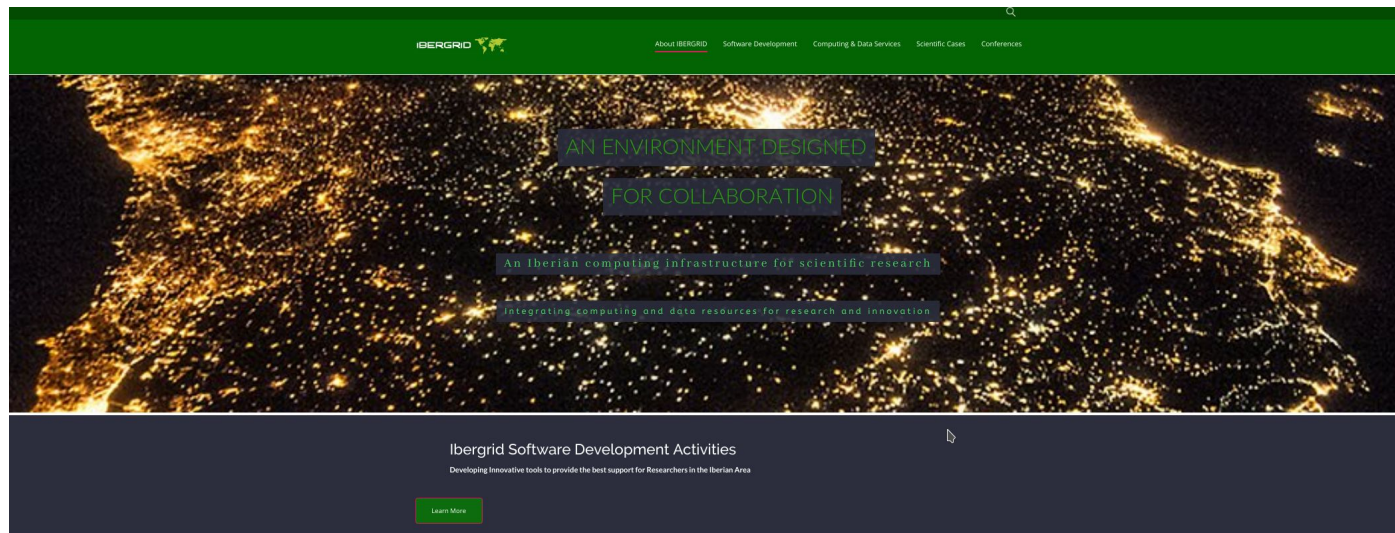 IBERGRID
About IBERGRID Software Development Computing & Data Services Scientific Cases Conferences
AN ENVIRONMENT DESIGNED
FOR COLLABORATION
An Iberian computing infrastructure for scientific research
Integrating computing and data resources for research and innovation
Ibergrid Software Development Activities
Developing Innovative tools to provide the best support for Researchers in the Iberian Area
Learn More